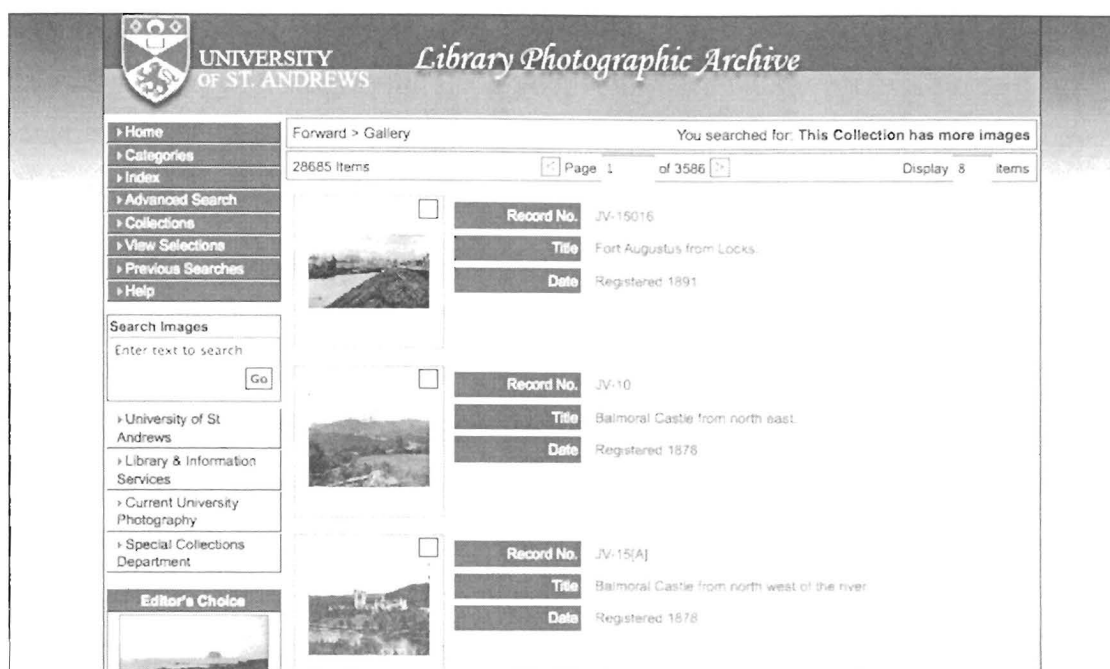 UNIVERSITY
OF ST. ANDREWS
Library Photographic Archive
Home
Categories
Index
Advanced Search
Collections
View Selections
Previous Searches
Help
Search Images
Enter text to search
Go
University of St
Andrews
Library & Information
Services
Current University
Photography
Special Collections
Department
Editor's Choice
Forward > Gallery
You searched for: This Collection has more images
28685 Items
< Page 1 of 3586 >
Display 8 items
Record No. JV-15016
Title Fort Augustus from Locks.
Date Registered 1891
Record No. JV-10
Title Balmoral Castle from north east.
Date Registered 1878
Record No. JV-15[A]
Title Balmoral Castle from north west of the river
Date Registered 1878